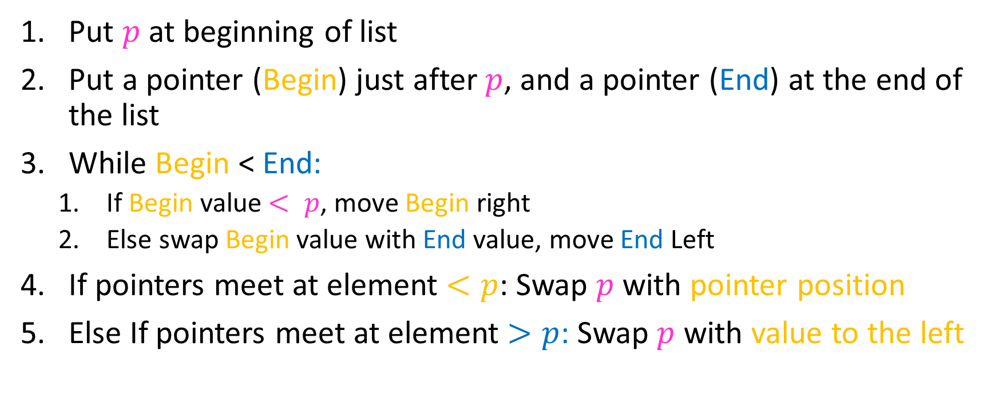 1. Put p at beginning of list
2. Put a pointer (Begin) just after p, and a pointer (End) at the end of
the list
3. While Begin < End:
1. If Begin value < p, move Begin right
2. Else swap Begin value with End value, move End Left
4. If pointers meet at element < p: Swap p with pointer position
5. Else If pointers meet at element > p: Swap p with value to the left